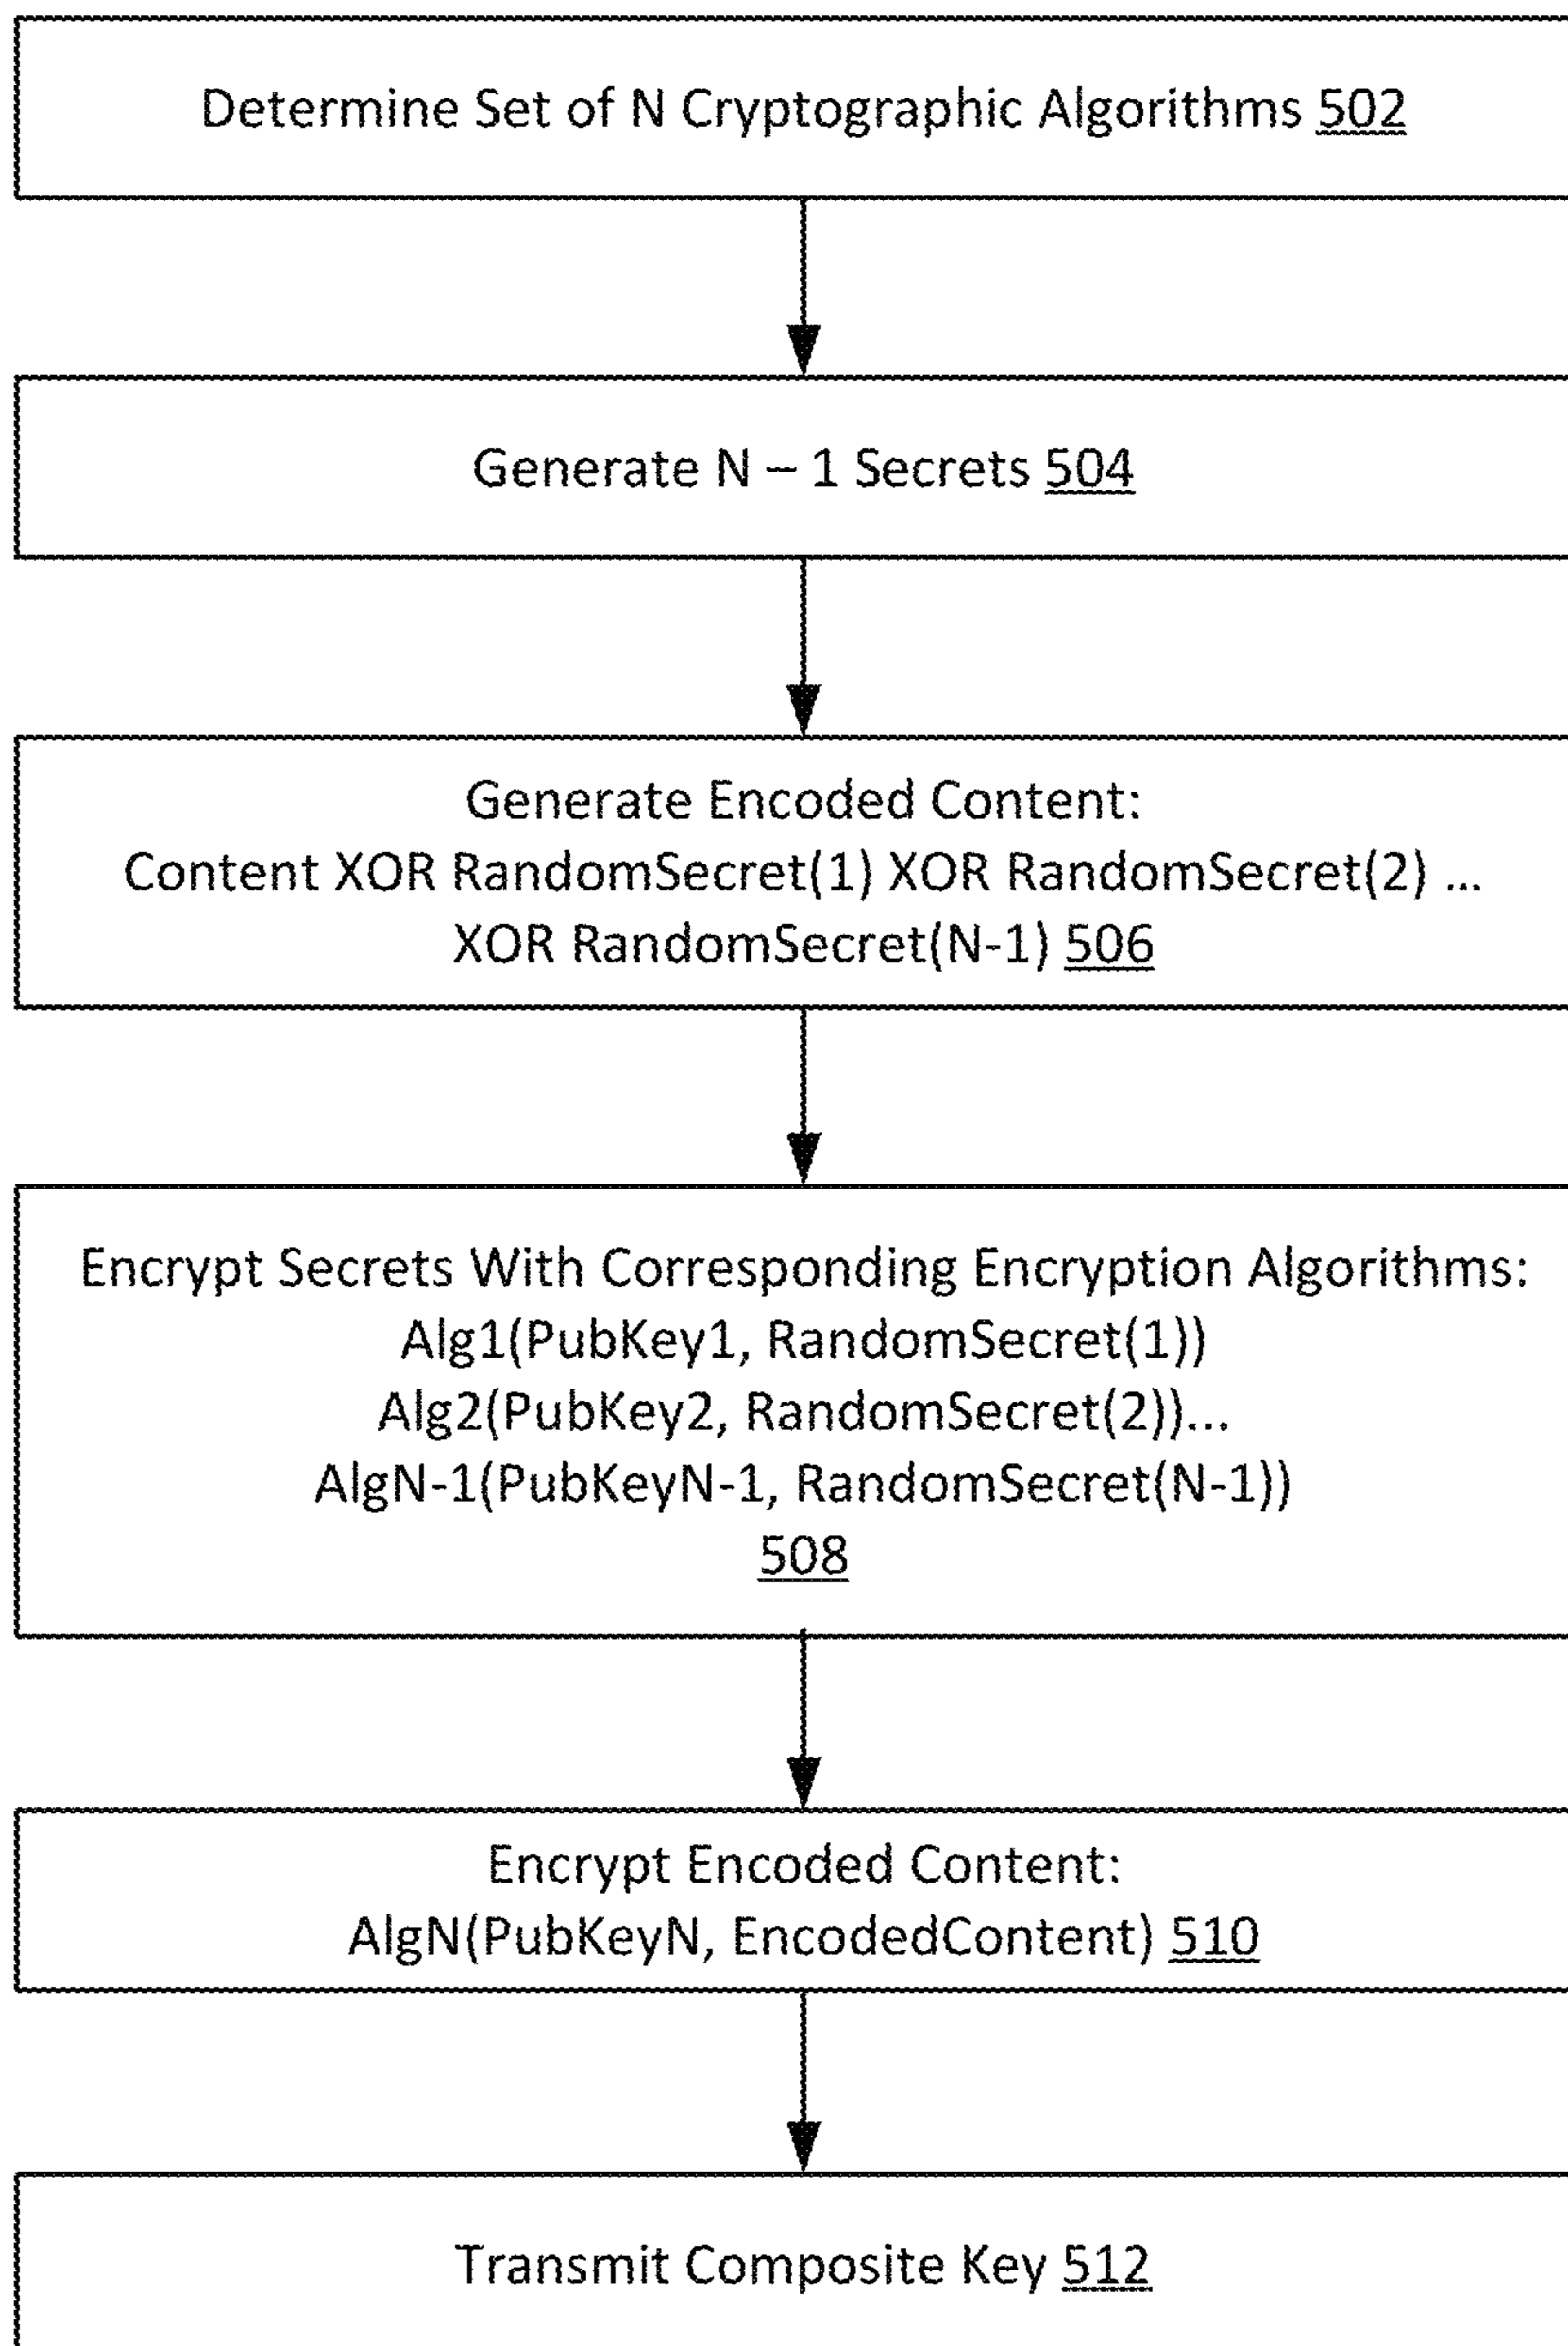 Determine Set of N Cryptographic Algorithms 502
Generate N – 1 Secrets 504
Generate Encoded Content:
Content XOR RandomSecret(1) XOR RandomSecret(2) ...
XOR RandomSecret(N-1) 506
Encrypt Secrets With Corresponding Encryption Algorithms:
Alg1(PubKey1, RandomSecret(1))
Alg2(PubKey2, RandomSecret(2))...
AlgN-1(PubKeyN-1, RandomSecret(N-1))
508
Encrypt Encoded Content:
AlgN(PubKeyN, EncodedContent) 510
Transmit Composite Key 512